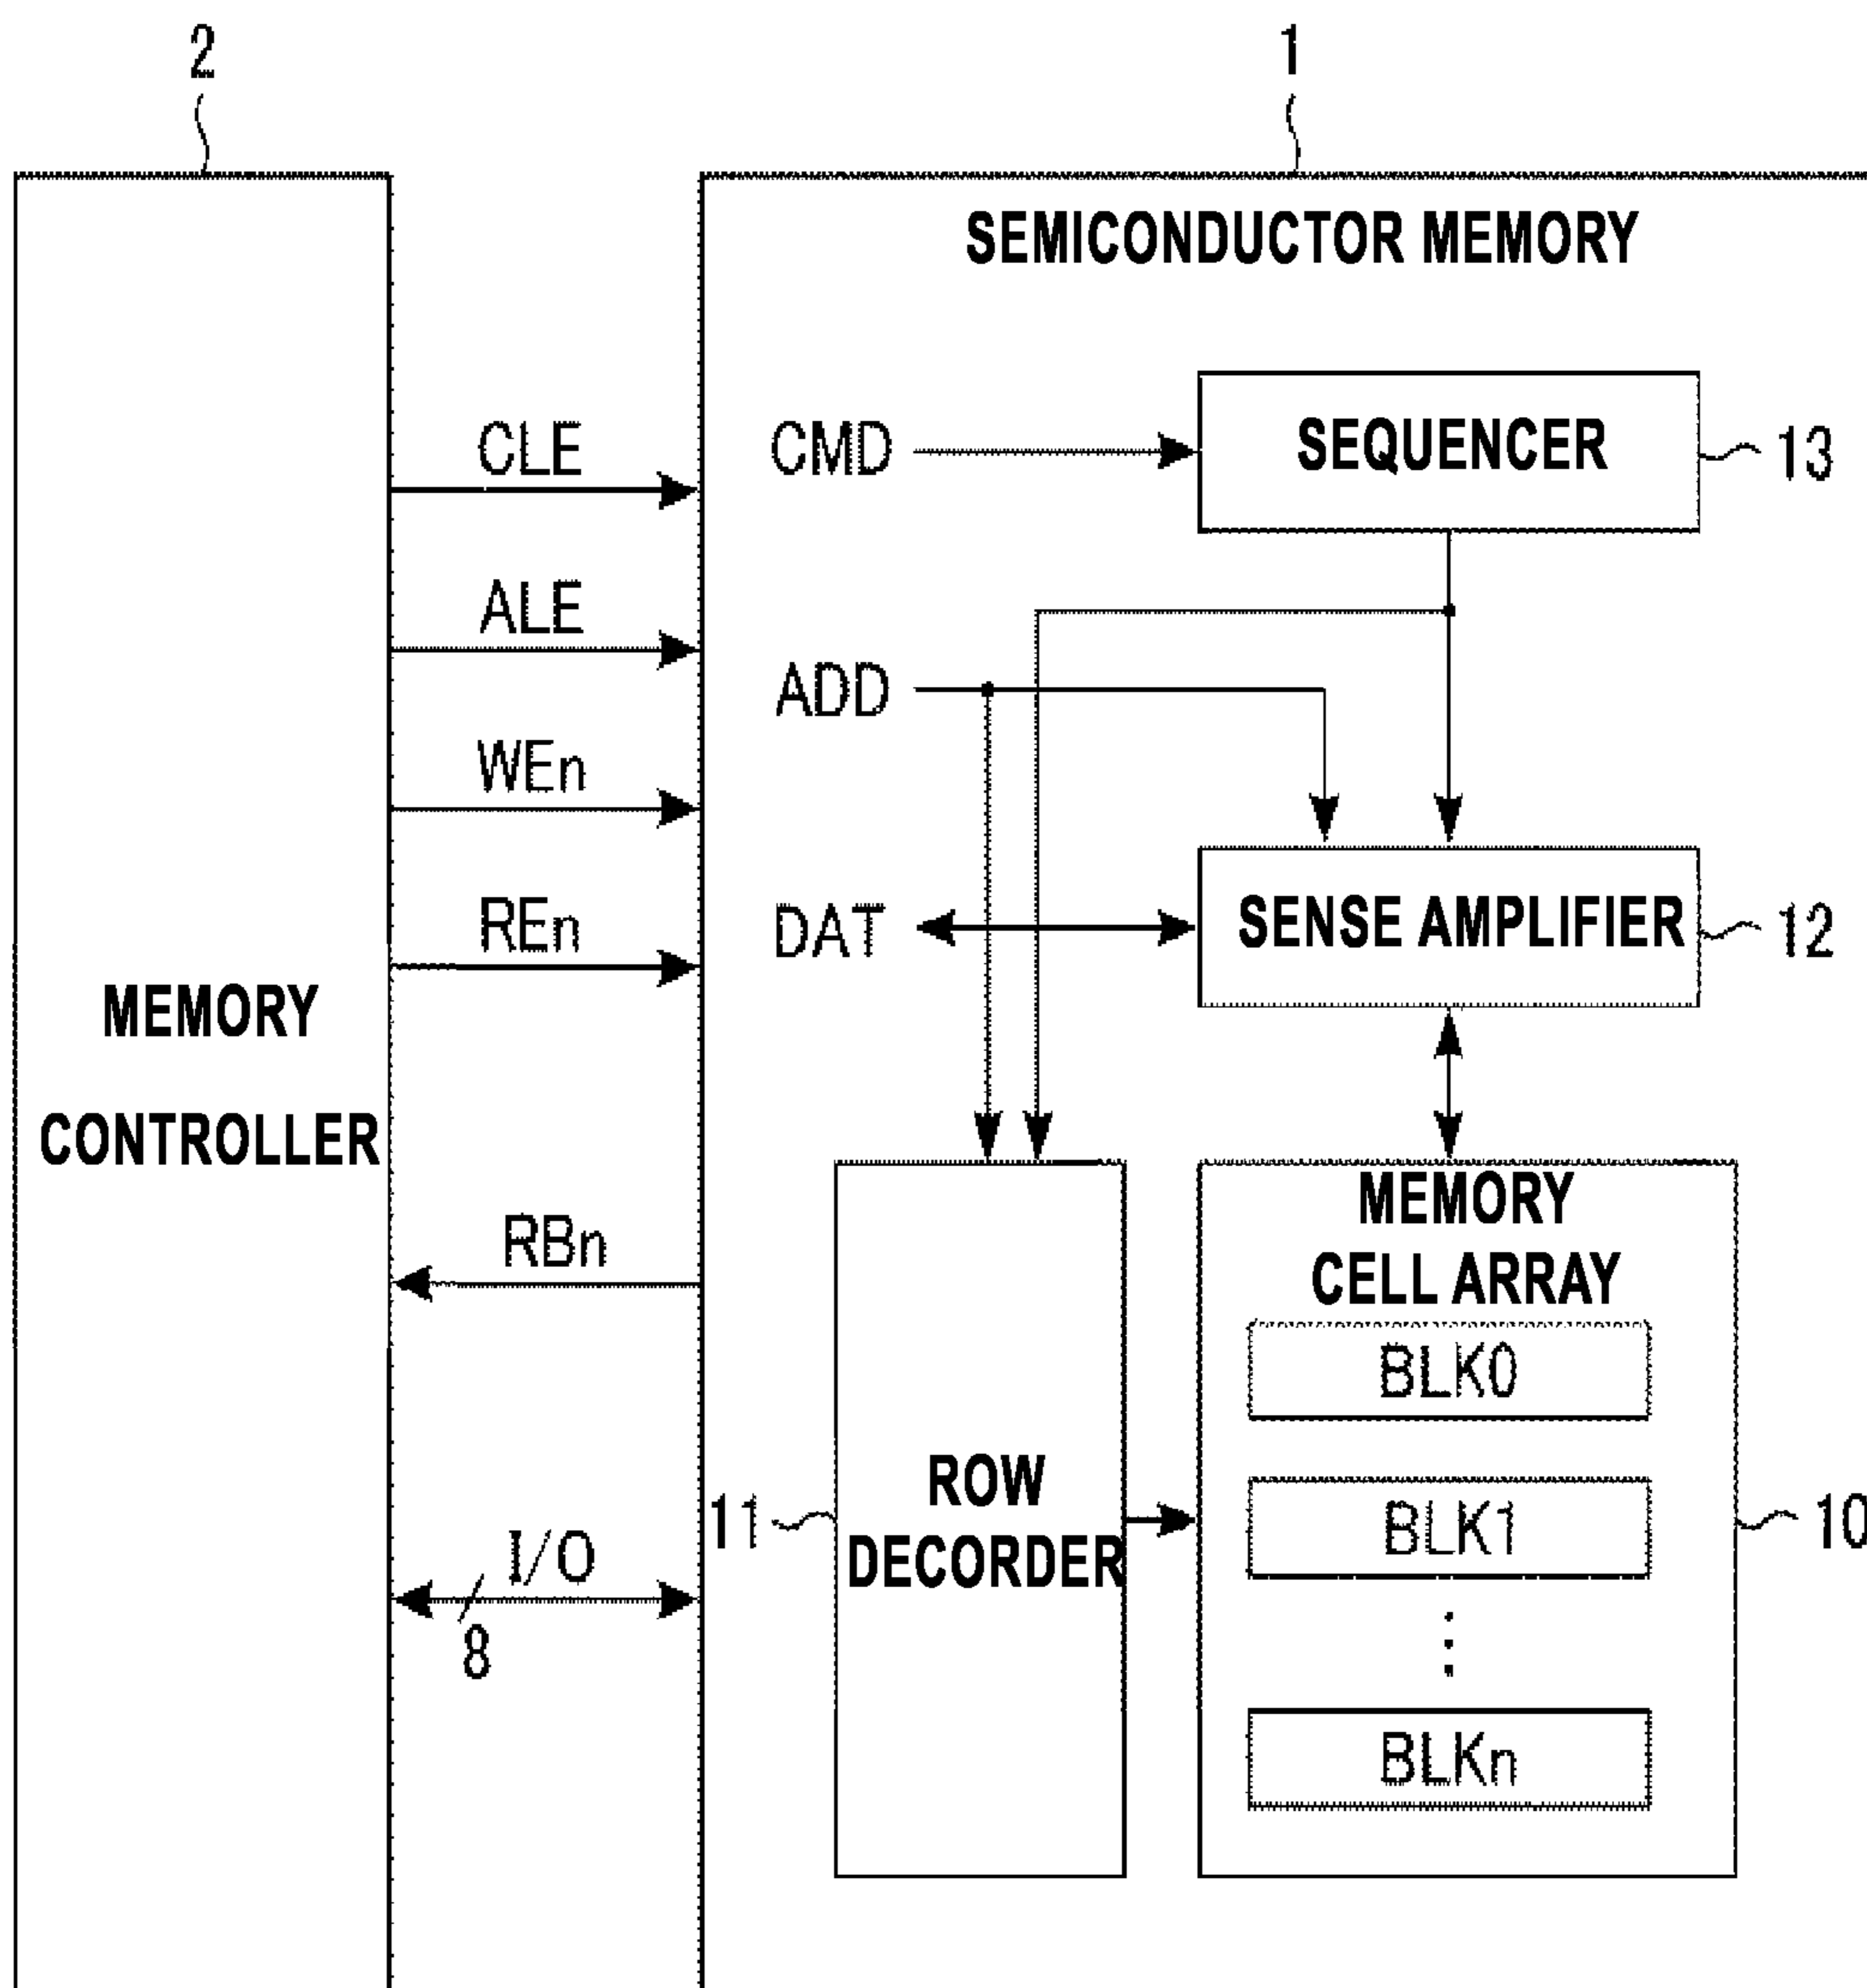 2
1
SEMICONDUCTOR MEMORY
CLE
CMD
SEQUENCER
13
ALE
ADD
WEn
REn
DAT
SENSE AMPLIFIER
12
MEMORY
CONTROLLER
RBn
MEMORY
CELL ARRAY
BLK0
I/O
8
11
ROW
DECORDER
BLK1
10
⋮
BLKn